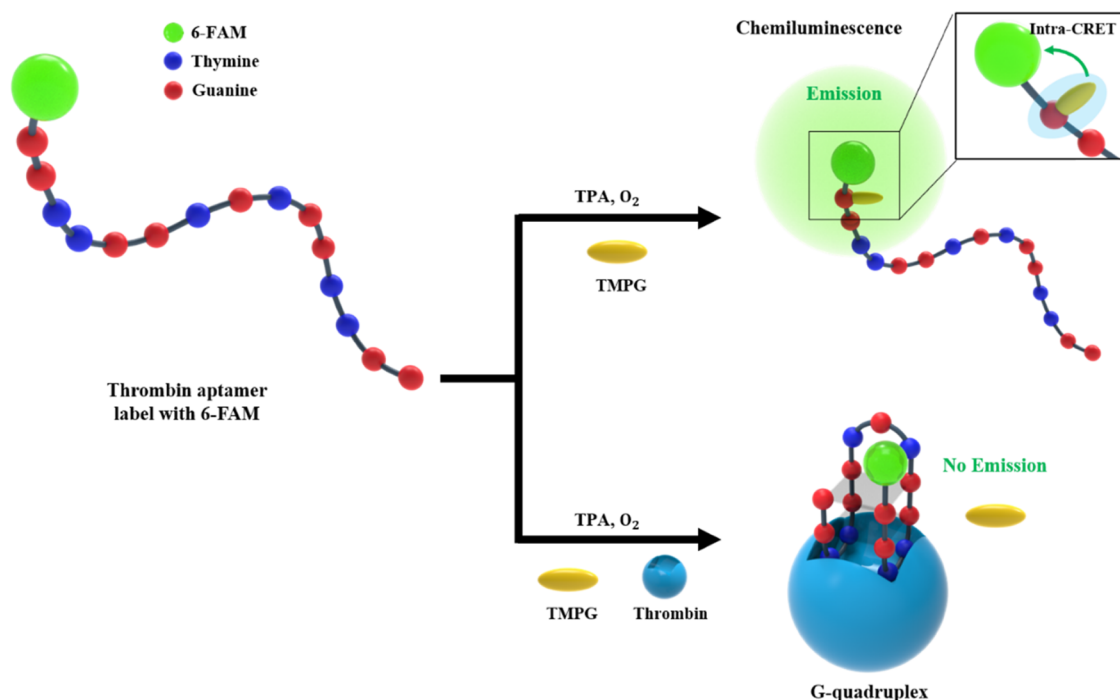 6-FAM
Thymine
Guanine
Thrombin aptamer
label with 6-FAM
TPA, O₂
TMPG
Chemiluminescence
Emission
Intra-CRET
TPA, O₂
TMPG
Thrombin
No Emission
G-quadruplex